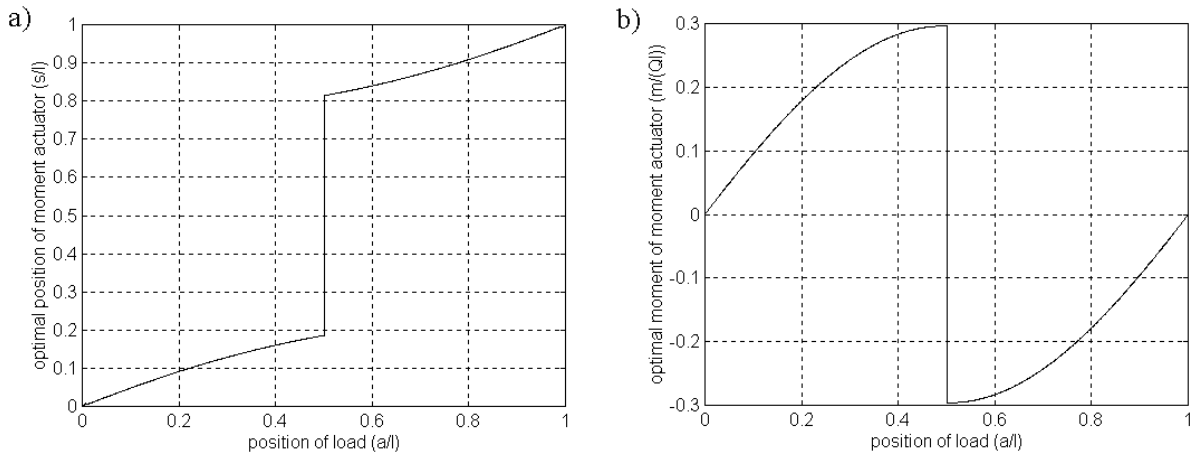 a)
optimal position of moment actuator (s/l)
1
0.9
0.8
0.7
0.6
0.5
0.4
0.3
0.2
0.1
0
0 0.2 0.4 0.6 0.8 1
position of load (a/l)
b)
optimal moment of moment actuator (m/(Ql))
0.3
0.2
0.1
0
-0.1
-0.2
-0.3
0 0.2 0.4 0.6 0.8 1
position of load (a/l)